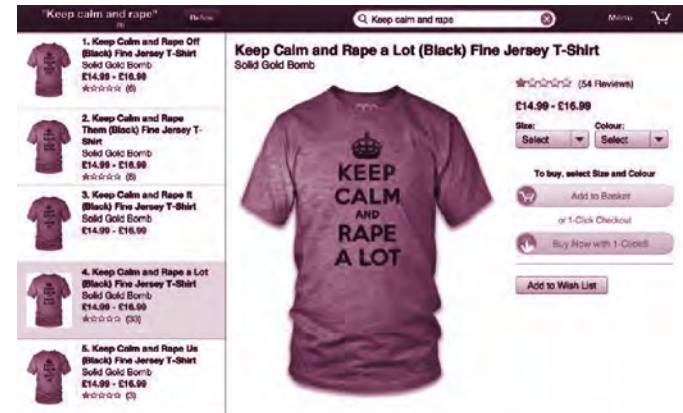 "Keep calm and rape"
Keep calm and rape
Menu
1. Keep Calm and Rape Off
(Black) Fine Jersey T-Shirt
Solid Gold Bomb
£14.99 - £16.99
(6)
2. Keep Calm and Rape
Them (Black) Fine Jersey T-
Shirt
Solid Gold Bomb
£14.99 - £16.99
3. Keep Calm and Rape It
(Black) Fine Jersey T-Shirt
Solid Gold Bomb
£14.99 - £16.99
4. Keep Calm and Rape a Lot
(Black) Fine Jersey T-Shirt
Solid Gold Bomb
£14.99 - £16.99
(33)
5. Keep Calm and Rape Us
(Black) Fine Jersey T-Shirt
Solid Gold Bomb
£14.99 - £16.99
(3)
Keep Calm and Rape a Lot (Black) Fine Jersey T-Shirt
Solid Gold Bomb
KEEP
CALM
AND
RAPE
A LOT
(54 Reviews)
£14.99 - £16.99
Size: Colour:
Select Select
To buy, select Size and Colour
Add to Basket
or 1-Click Checkout
Buy Now with 1-Click®
Add to Wish List